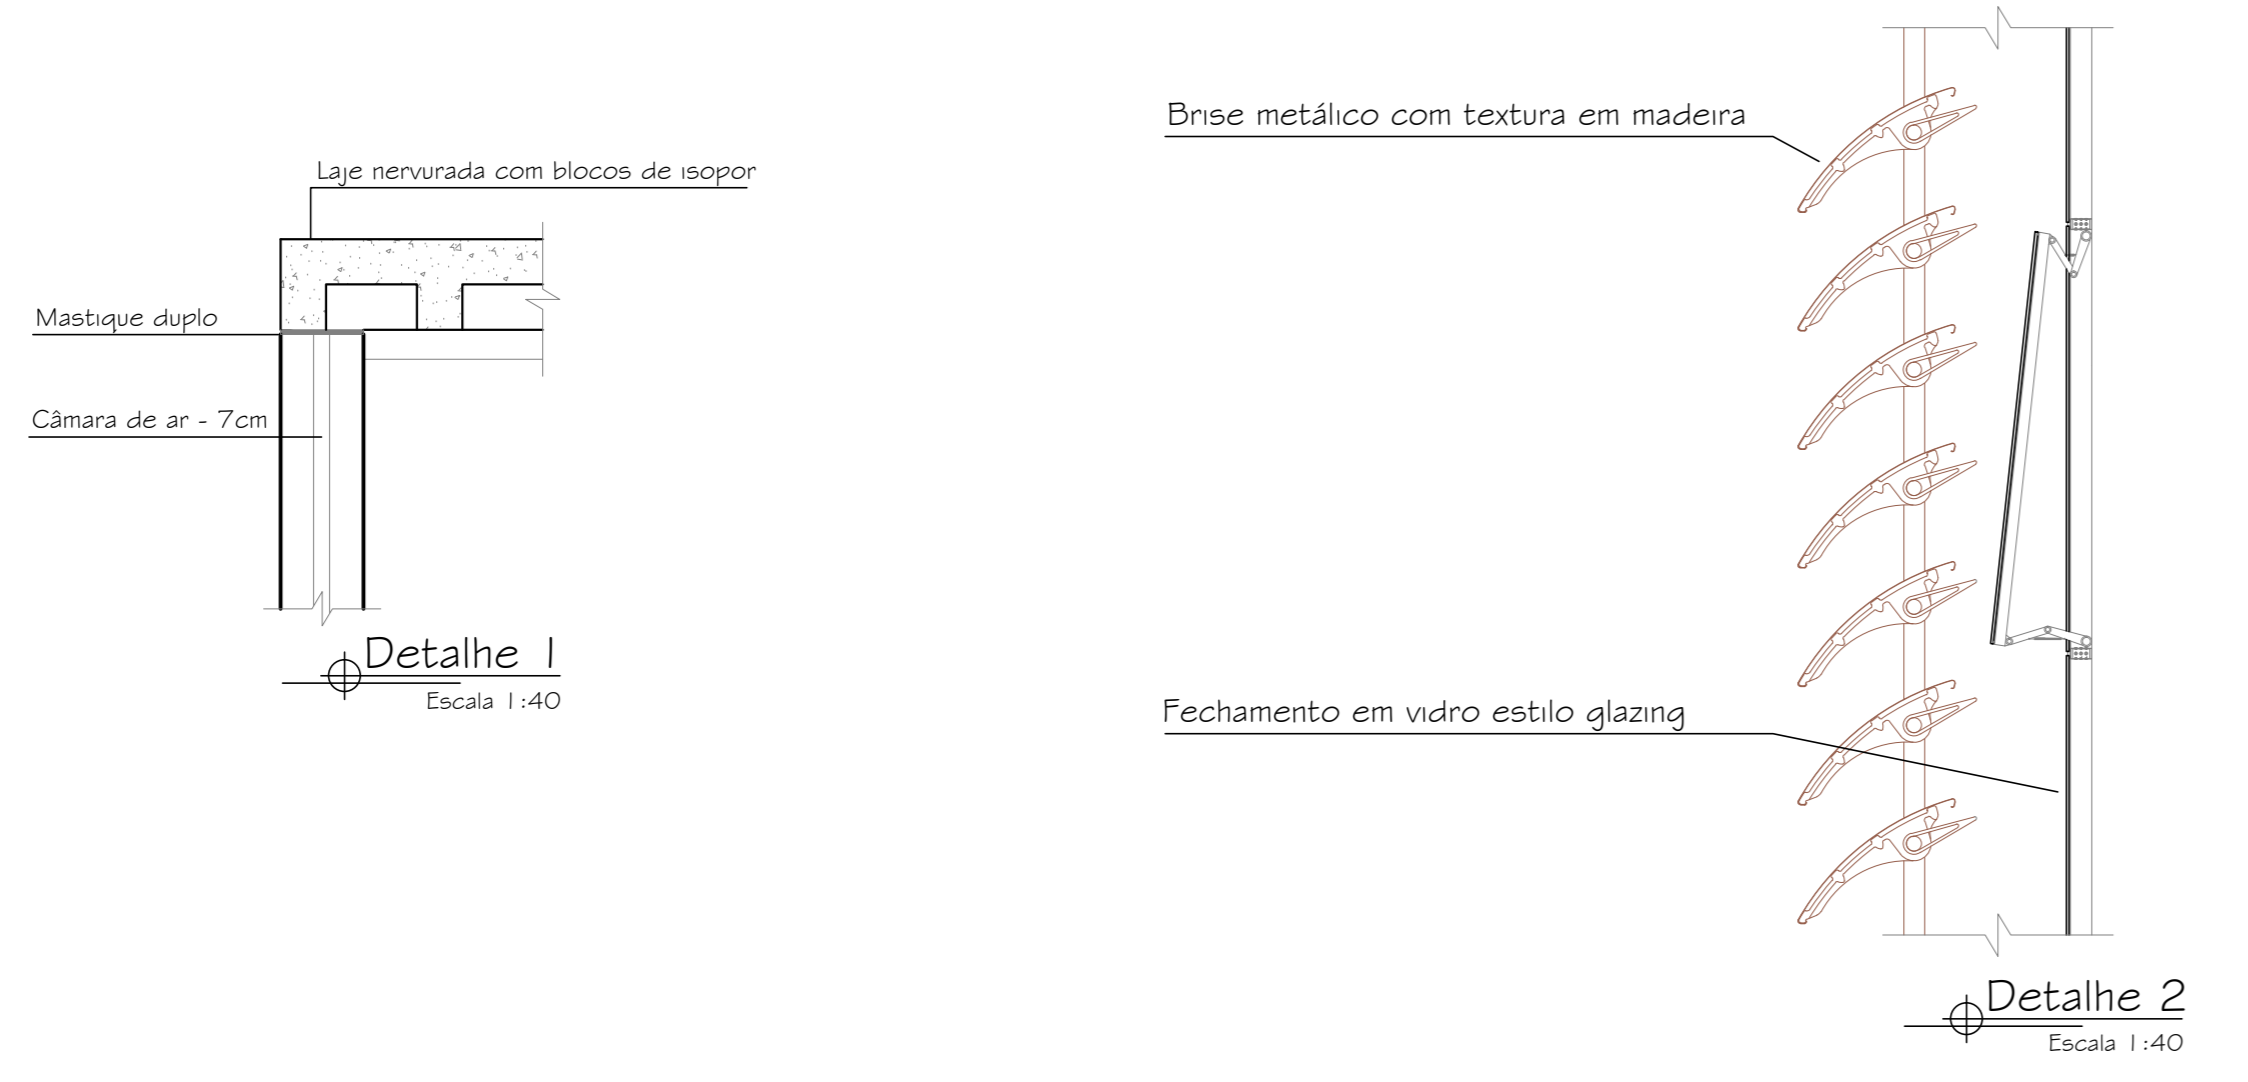 Laje nervurada com blocos de isopor
Mastique duplo
Câmara de ar - 7cm
Detalhe 1
Escala 1:40
Brise metálico com textura em madeira
Fechamento em vidro estilo glazing
Detalhe 2
Escala 1:40